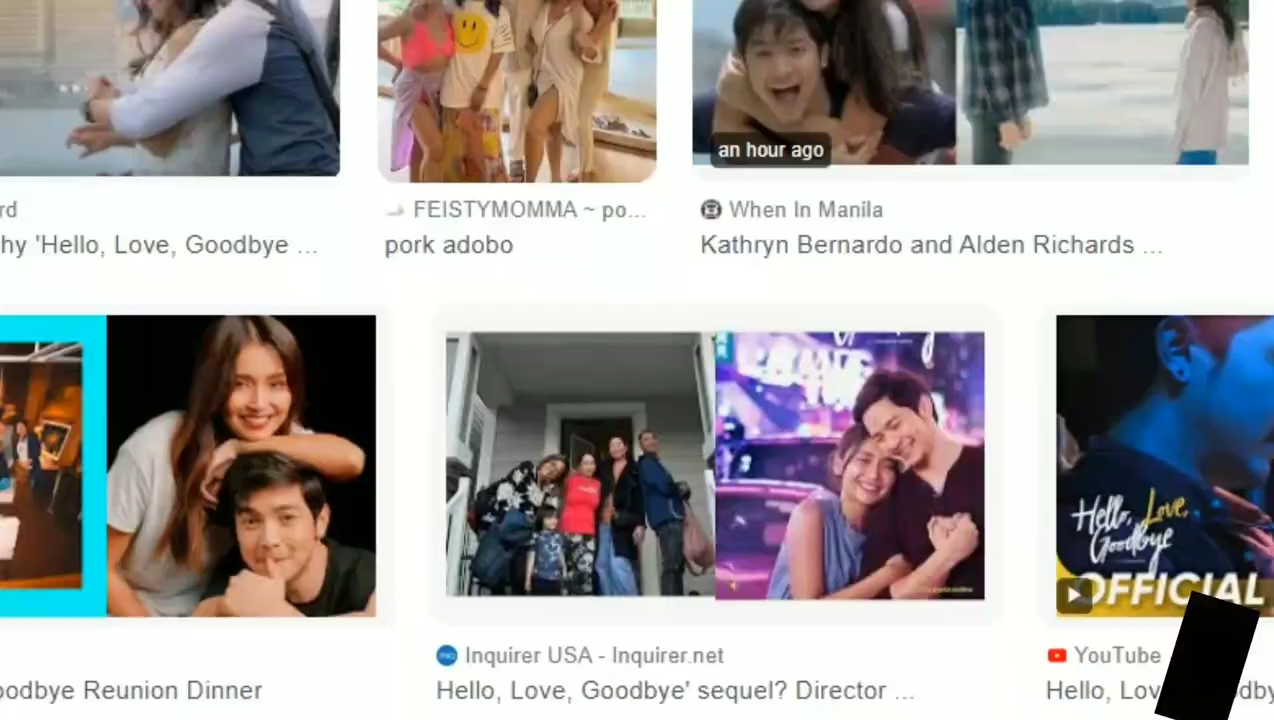 an hour ago
rd
FEISTYMOMMA ~ po...
When In Manila
hy 'Hello, Love, Goodbye ...
pork adobo
Kathryn Bernardo and Alden Richards ...
Hello, Love,
Goodbye
OFFICIAL
Inquirer USA - Inquirer.net
YouTube
oodbye Reunion Dinner
Hello, Love, Goodbye' sequel? Director ...
Hello, Lov dby